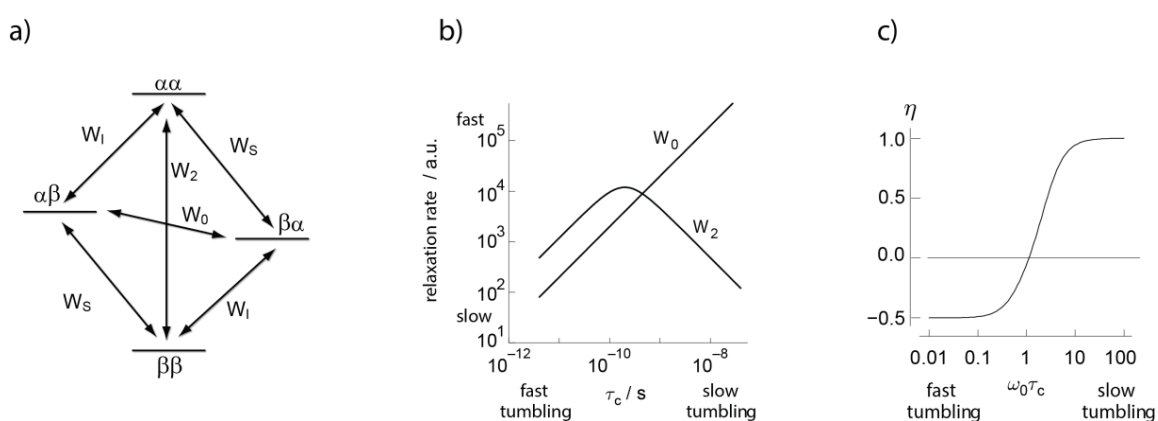 a)
αα
W_I
W_S
W_2
αβ
W_0
βα
W_S
W_I
ββ
b)
relaxation rate / a.u.
fast
10^5
10^4
10^3
10^2
slow
10^1
W_0
W_2
10^−12
10^−10
10^−8
fast
tumbling
τ_c / s
slow
tumbling
c)
η
1.0
0.0
−0.5
0.01
0.1
1
10
100
fast
tumbling
ω_0τ_c
slow
tumbling